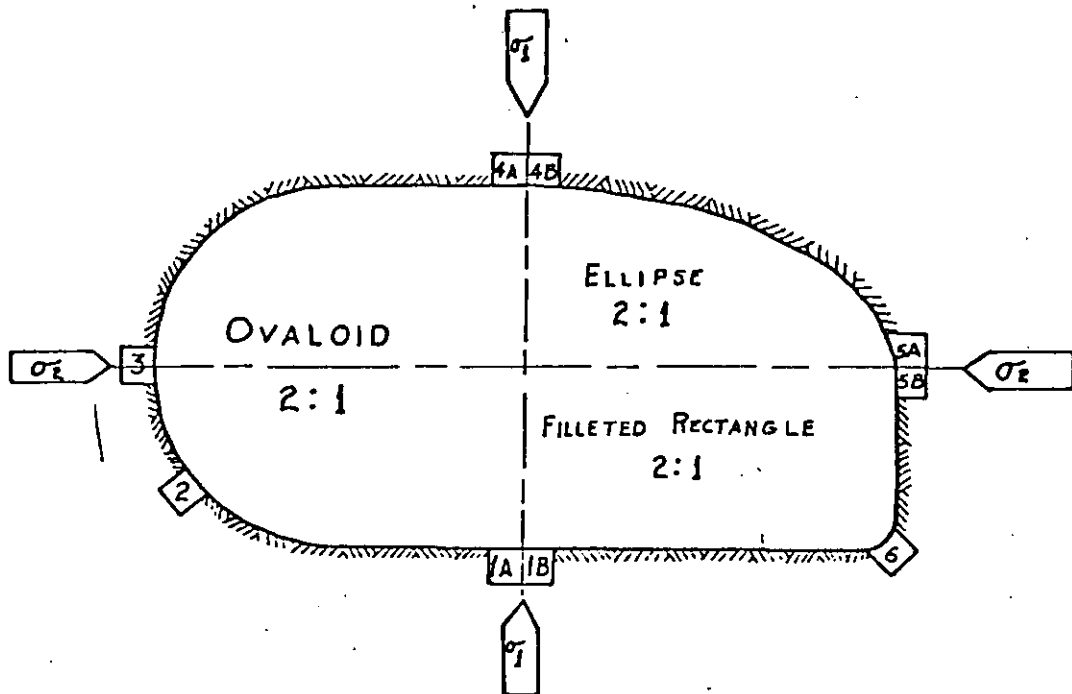 σ1
4A 4B
ELLIPSE
2:1
OVALOID
2:1
σ2
3
5A
5B
σ2
FILLETED RECTANGLE
2:1
2
6
1A 1B
σ1